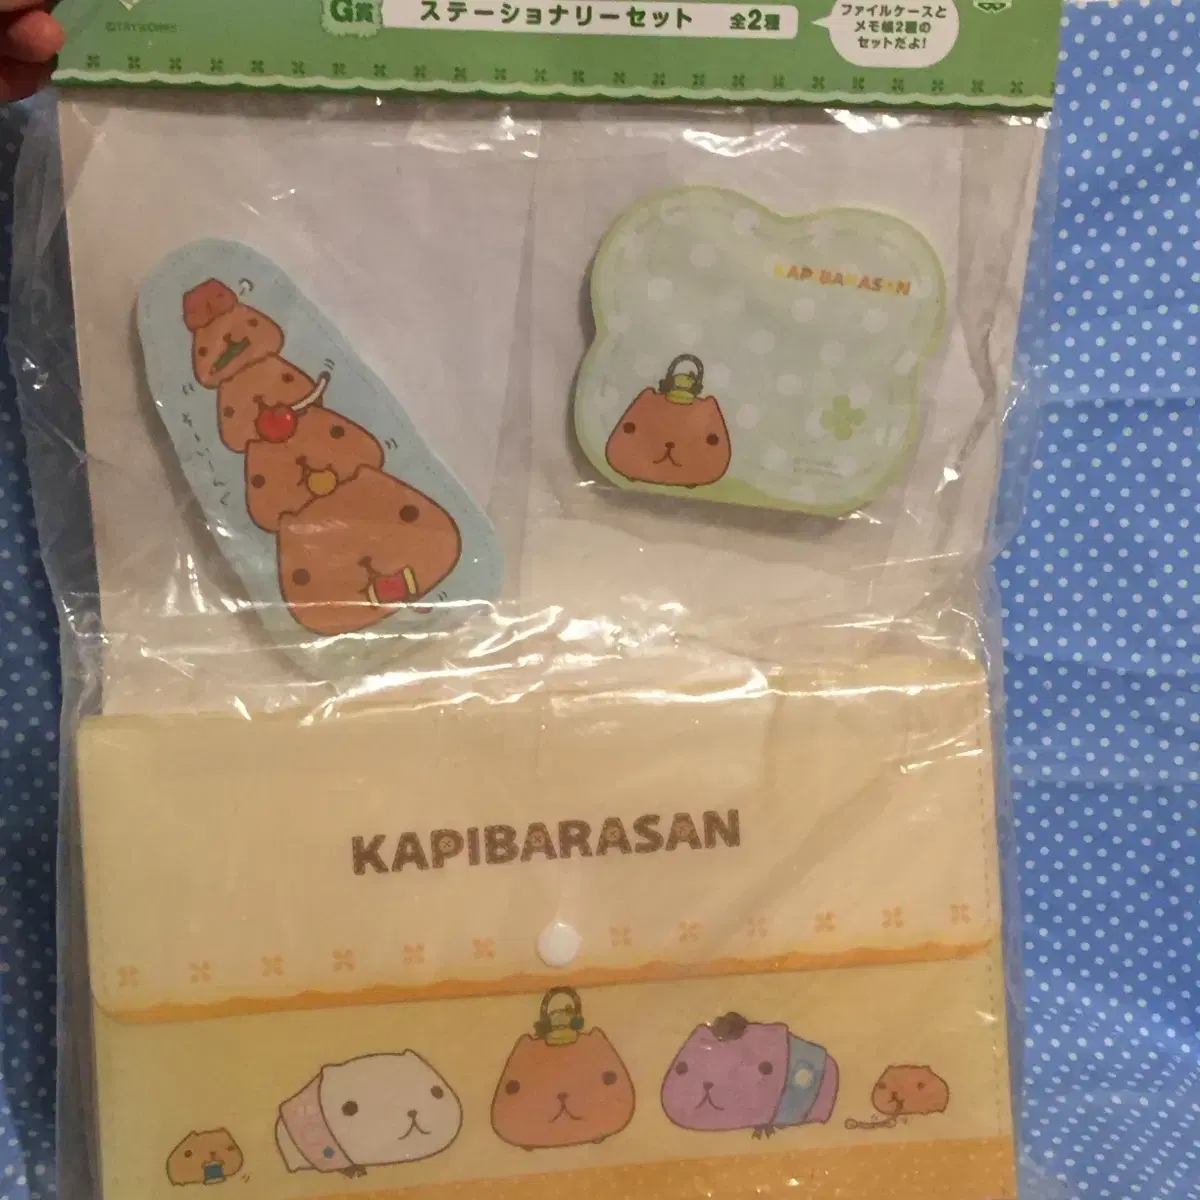 ©TRYWORKS
G賞
ステーショナリーセット 全2種
ファイルケースと
メモ帳2種の
セットだよ!
KAPIBARASAN
KAPIBARASAN